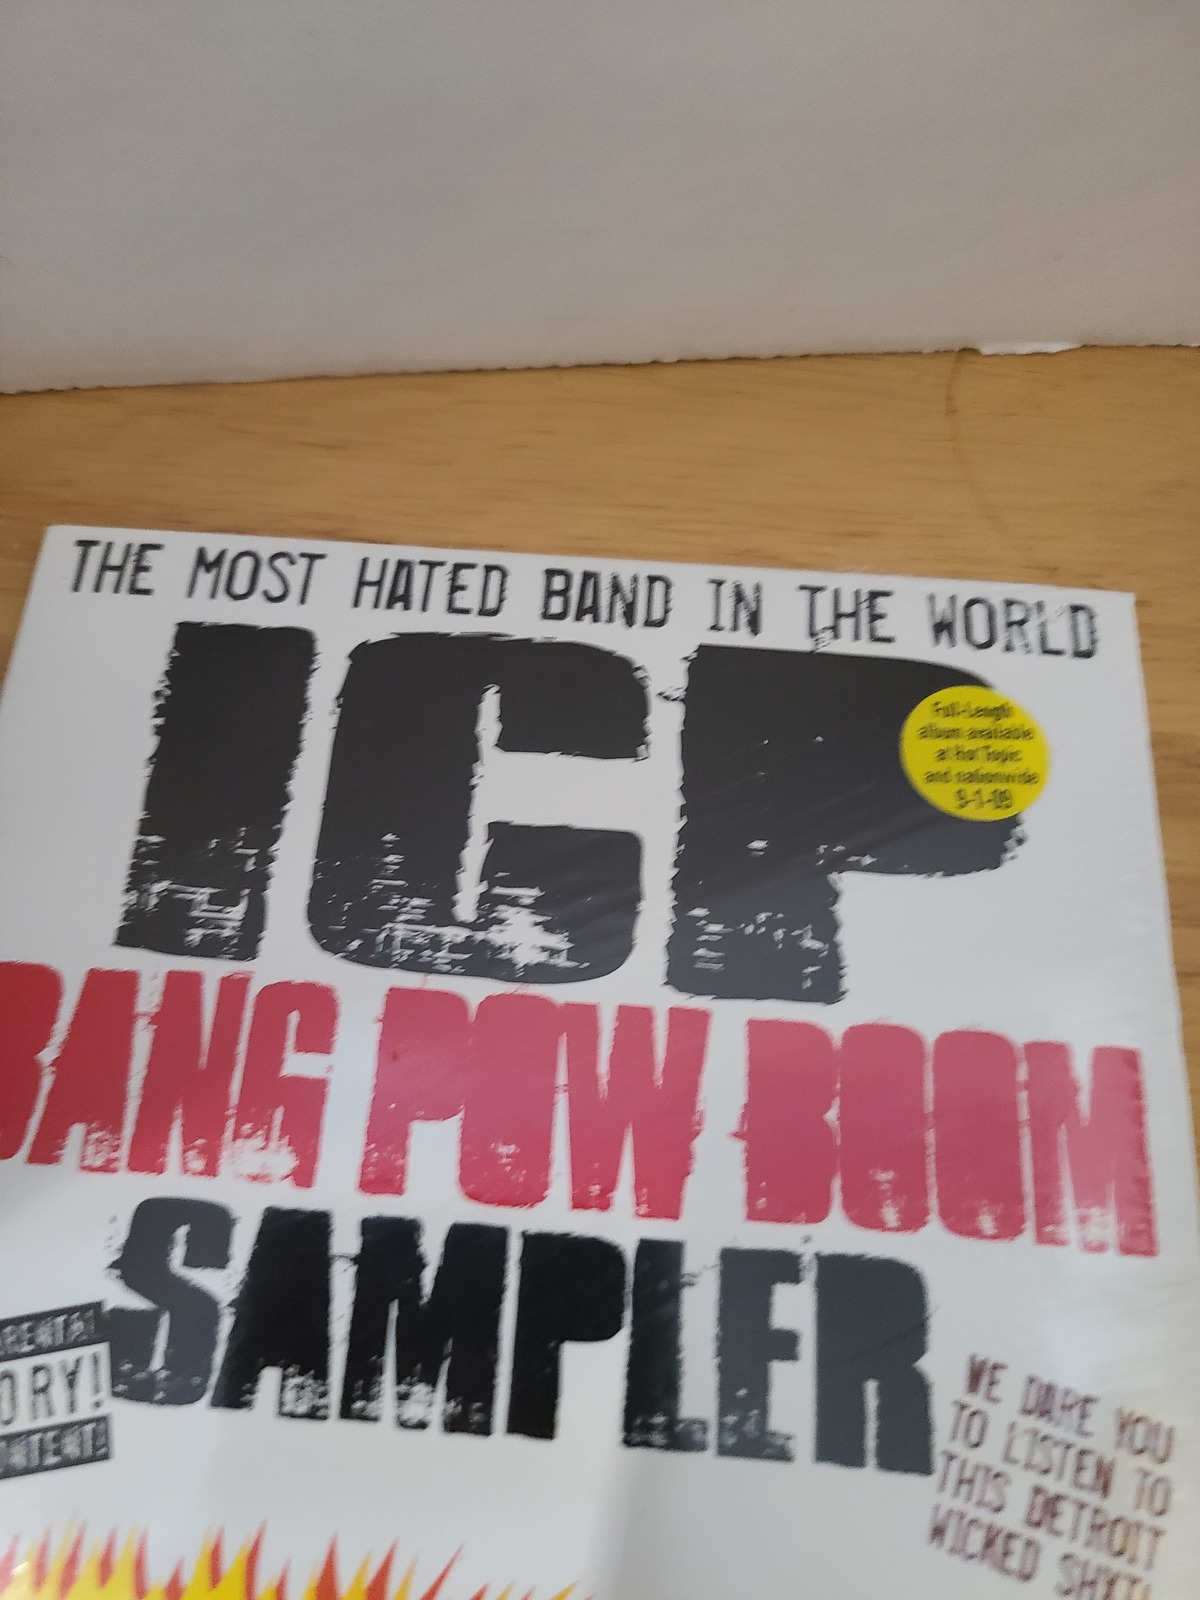 THE MOST HATED BAND IN THE WORLD
ICP
Full-Length
album available
at Hot Topic
and nationwide
9-1-09
BANG POW BOOM
SAMPLER
ORY!
WE DARE YOU
TO LISTEN TO
THIS DETROIT
WICKED